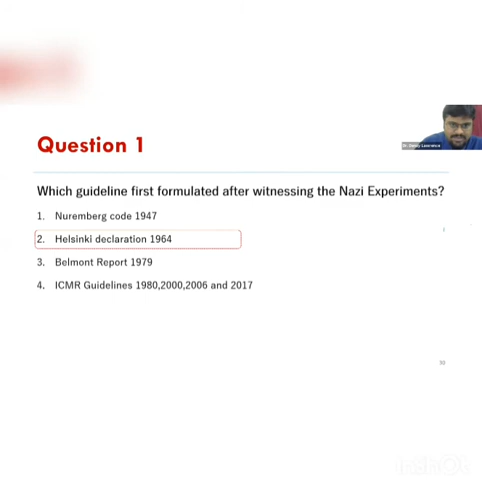 Question 1
Which guideline first formulated after witnessing the Nazi Experiments?
1. Nuremberg code 1947
2. Helsinki declaration 1964
3. Belmont Report 1979
4. ICMR Guidelines 1980,2000,2006 and 2017